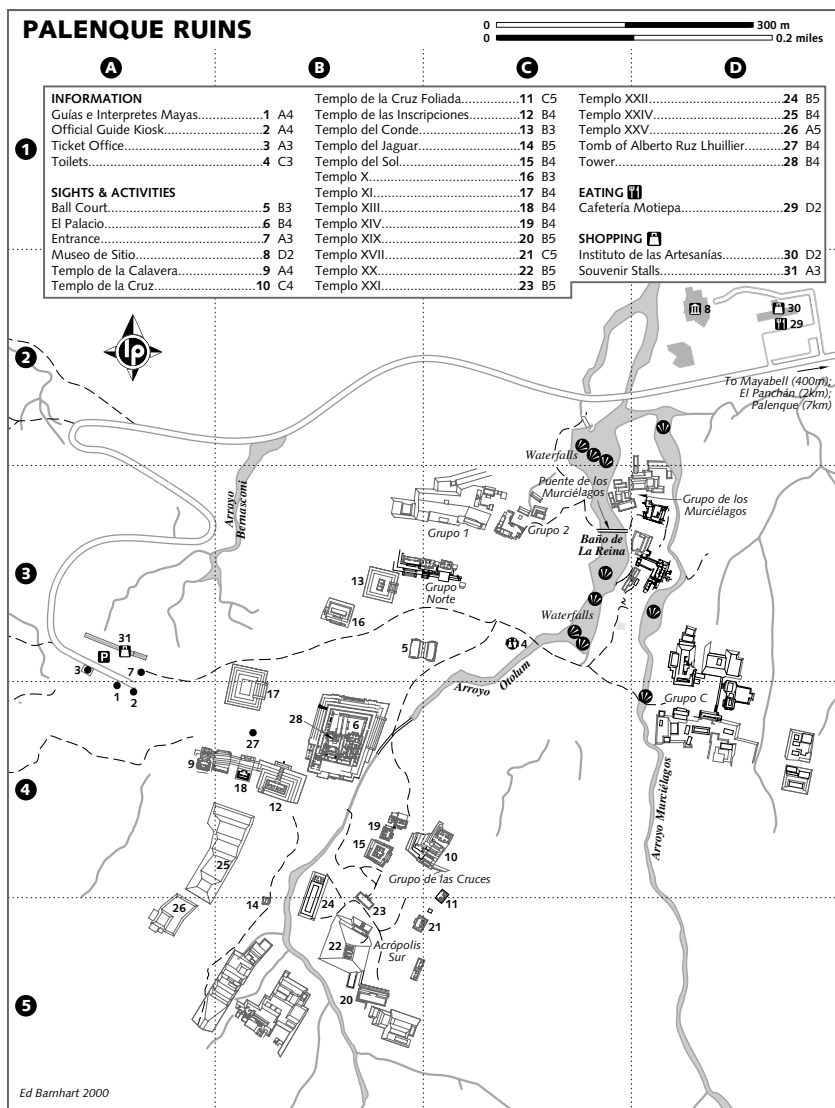 PALENQUE RUINS
0 300 m
0 0.2 miles
A B C D
INFORMATION
Guías e Interpretes Mayas 1 A4
Official Guide Kiosk 2 A4
Ticket Office 3 A3
Toilets 4 C3
SIGHTS & ACTIVITIES
Ball Court 5 B3
El Palacio 6 B4
Entrance 7 A3
Museo de Sitio 8 D2
Templo de la Calavera 9 A4
Templo de la Cruz 10 C4
Templo de la Cruz Foliada 11 C5
Templo de las Inscripciones 12 B4
Templo del Conde 13 B3
Templo del Jaguar 14 B5
Templo del Sol 15 B4
Templo X 16 B3
Templo XI 17 B4
Templo XIII 18 B4
Templo XIV 19 B4
Templo XIX 20 B5
Templo XVII 21 C5
Templo XX 22 B5
Templo XXI 23 B5
Templo XXII 24 B5
Templo XXIV 25 B4
Templo XXV 26 A5
Tomb of Alberto Ruz Lhuillier 27 B4
Tower 28 B4
EATING
Cafetería Motiepa 29 D2
SHOPPING
Instituto de las Artesanías 30 D2
Souvenir Stalls 31 A3
1
8
30
29
lp
2
To Mayabell (400m);
El Panchán (2km);
Palenque (7km)
Waterfalls
Puente de los
Murciélagos
Grupo de los
Murciélagos
Arroyo
Bernasconi
Grupo 1
Grupo 2
Baño de
La Reina
3
13
Grupo
Norte
16
Waterfalls
31
P
5
4
3
7
1
2
17
Arroyo
Otolum
Grupo C
28
6
27
9
18
12
4
Arroyo Murciélagos
19
15
10
25
Grupo de las Cruces
26
14
24
23
11
21
22
Acrópolis
Sur
20
5
Ed Barnhart 2000